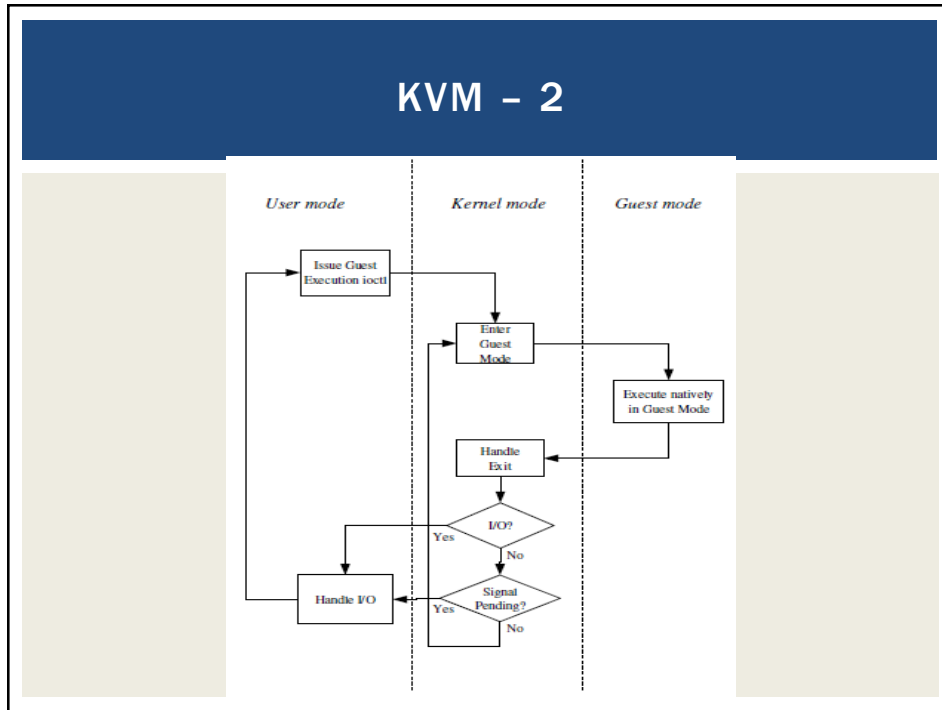 KVM – 2
User mode
Kernel mode
Guest mode
Issue Guest
Execution ioctl
Enter
Guest
Mode
Execute natively
in Guest Mode
Handle
Exit
I/O?
Yes
No
Handle I/O
Signal
Pending?
Yes
No